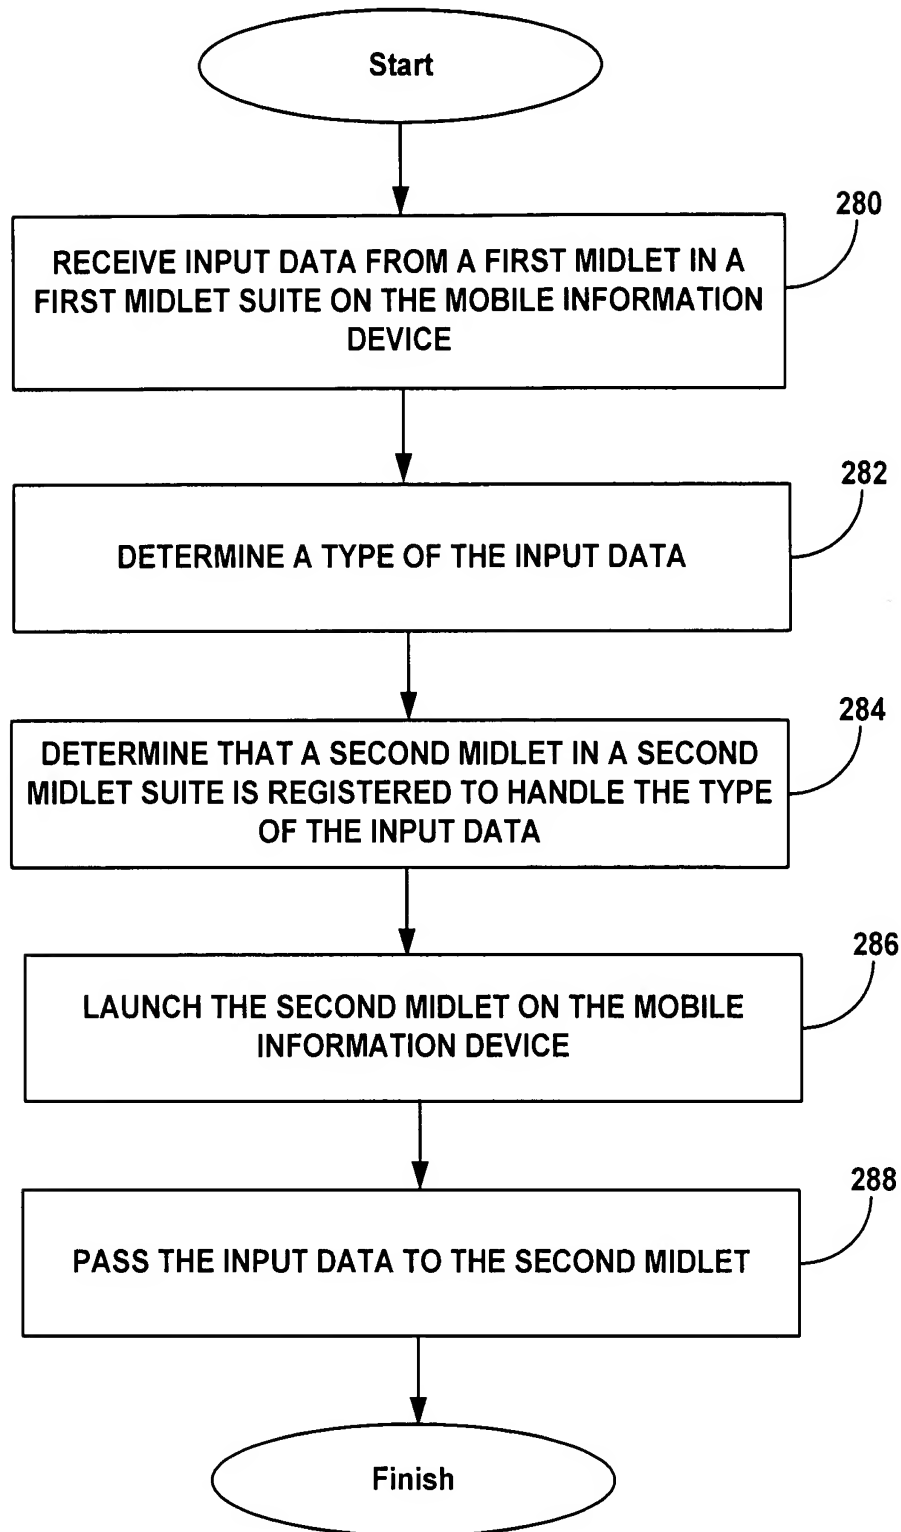 Start
280
RECEIVE INPUT DATA FROM A FIRST MIDLET IN A
FIRST MIDLET SUITE ON THE MOBILE INFORMATION
DEVICE
282
DETERMINE A TYPE OF THE INPUT DATA
284
DETERMINE THAT A SECOND MIDLET IN A SECOND
MIDLET SUITE IS REGISTERED TO HANDLE THE TYPE
OF THE INPUT DATA
286
LAUNCH THE SECOND MIDLET ON THE MOBILE
INFORMATION DEVICE
288
PASS THE INPUT DATA TO THE SECOND MIDLET
Finish